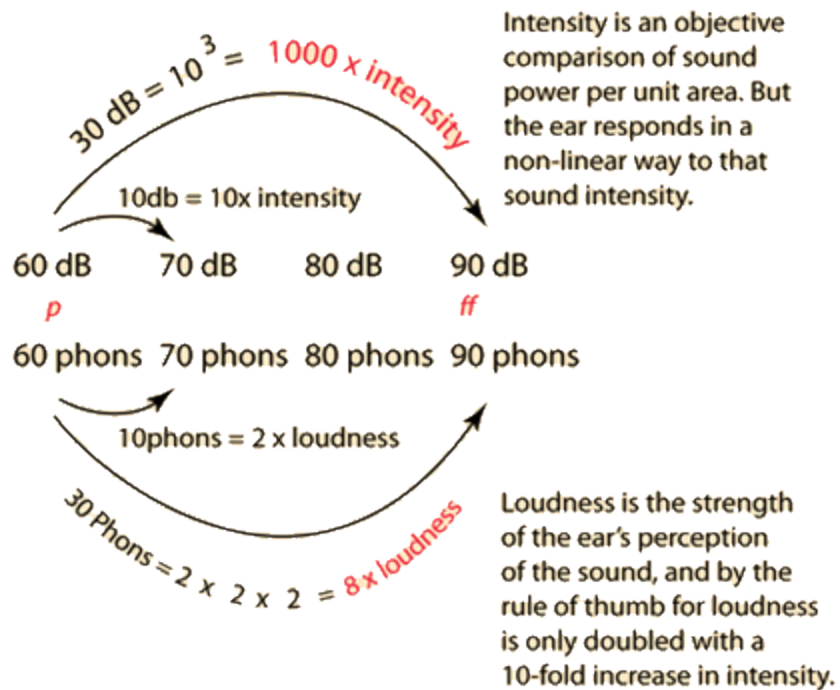 30 dB = 10³ = 1000 x intensity
Intensity is an objective
comparison of sound
power per unit area. But
the ear responds in a
non-linear way to that
sound intensity.
10db = 10x intensity
60 dB 70 dB 80 dB 90 dB
p ff
60 phons 70 phons 80 phons 90 phons
10phons = 2 x loudness
30 Phons = 2 x 2 x 2 = 8 x loudness
Loudness is the strength
of the ear's perception
of the sound, and by the
rule of thumb for loudness
is only doubled with a
10-fold increase in intensity.